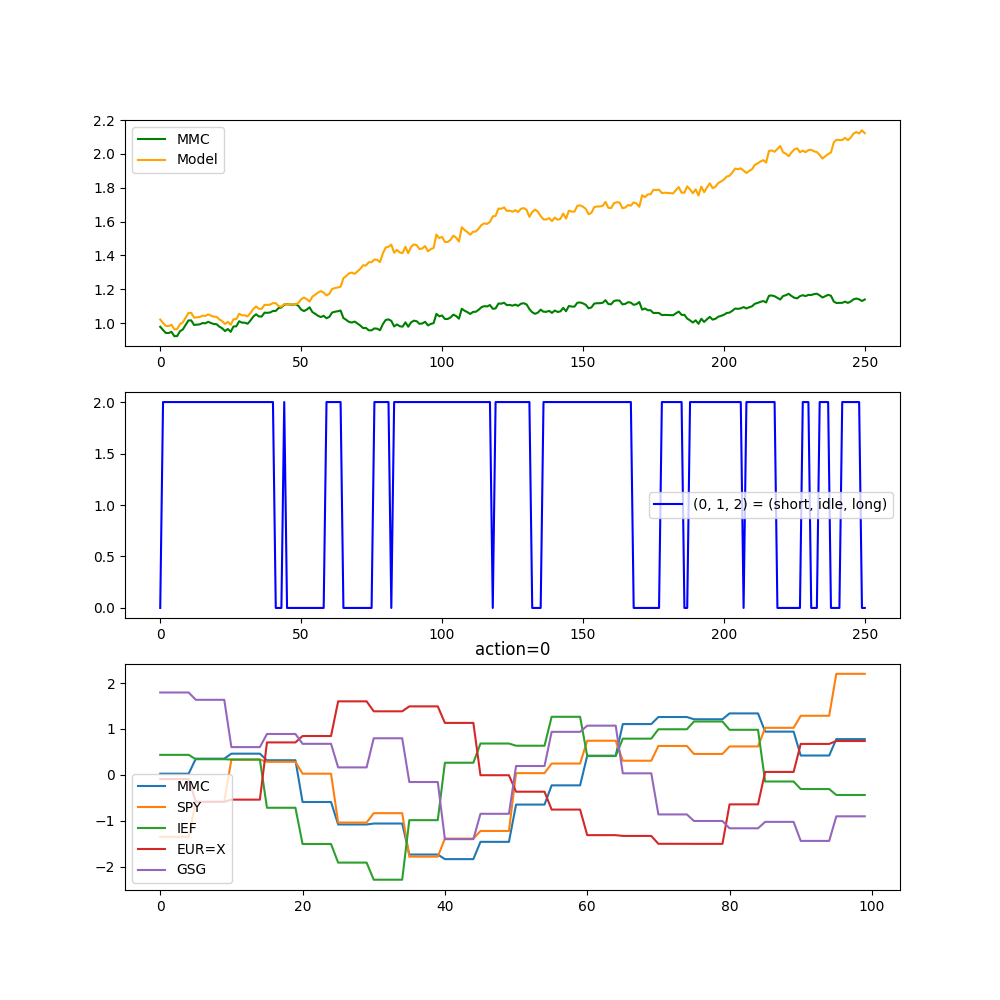 2.2
2.0
1.8
1.6
1.4
1.2
1.0
MMC
Model
0 50 100 150 200 250
2.0
1.5
1.0
0.5
0.0
(0, 1, 2) = (short, idle, long)
0 50 100 150 200 250
action=0
2
1
0
−1
−2
MMC
SPY
IEF
EUR=X
GSG
0 20 40 60 80 100